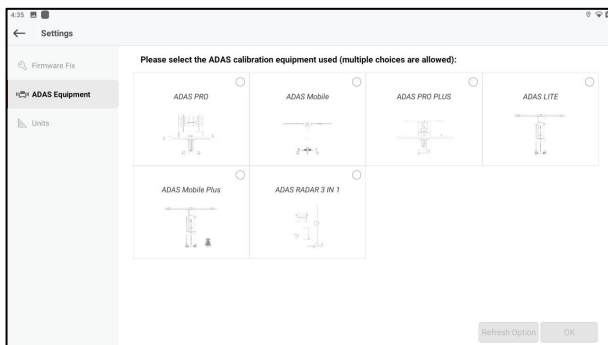 4:35
Settings
Firmware Fix
Please select the ADAS calibration equipment used (multiple choices are allowed):
ADAS PRO
ADAS Mobile
ADAS PRO PLUS
ADAS LITE
ADAS Equipment
Units
ADAS Mobile Plus
ADAS RADAR 3 IN 1
Refresh Option
OK